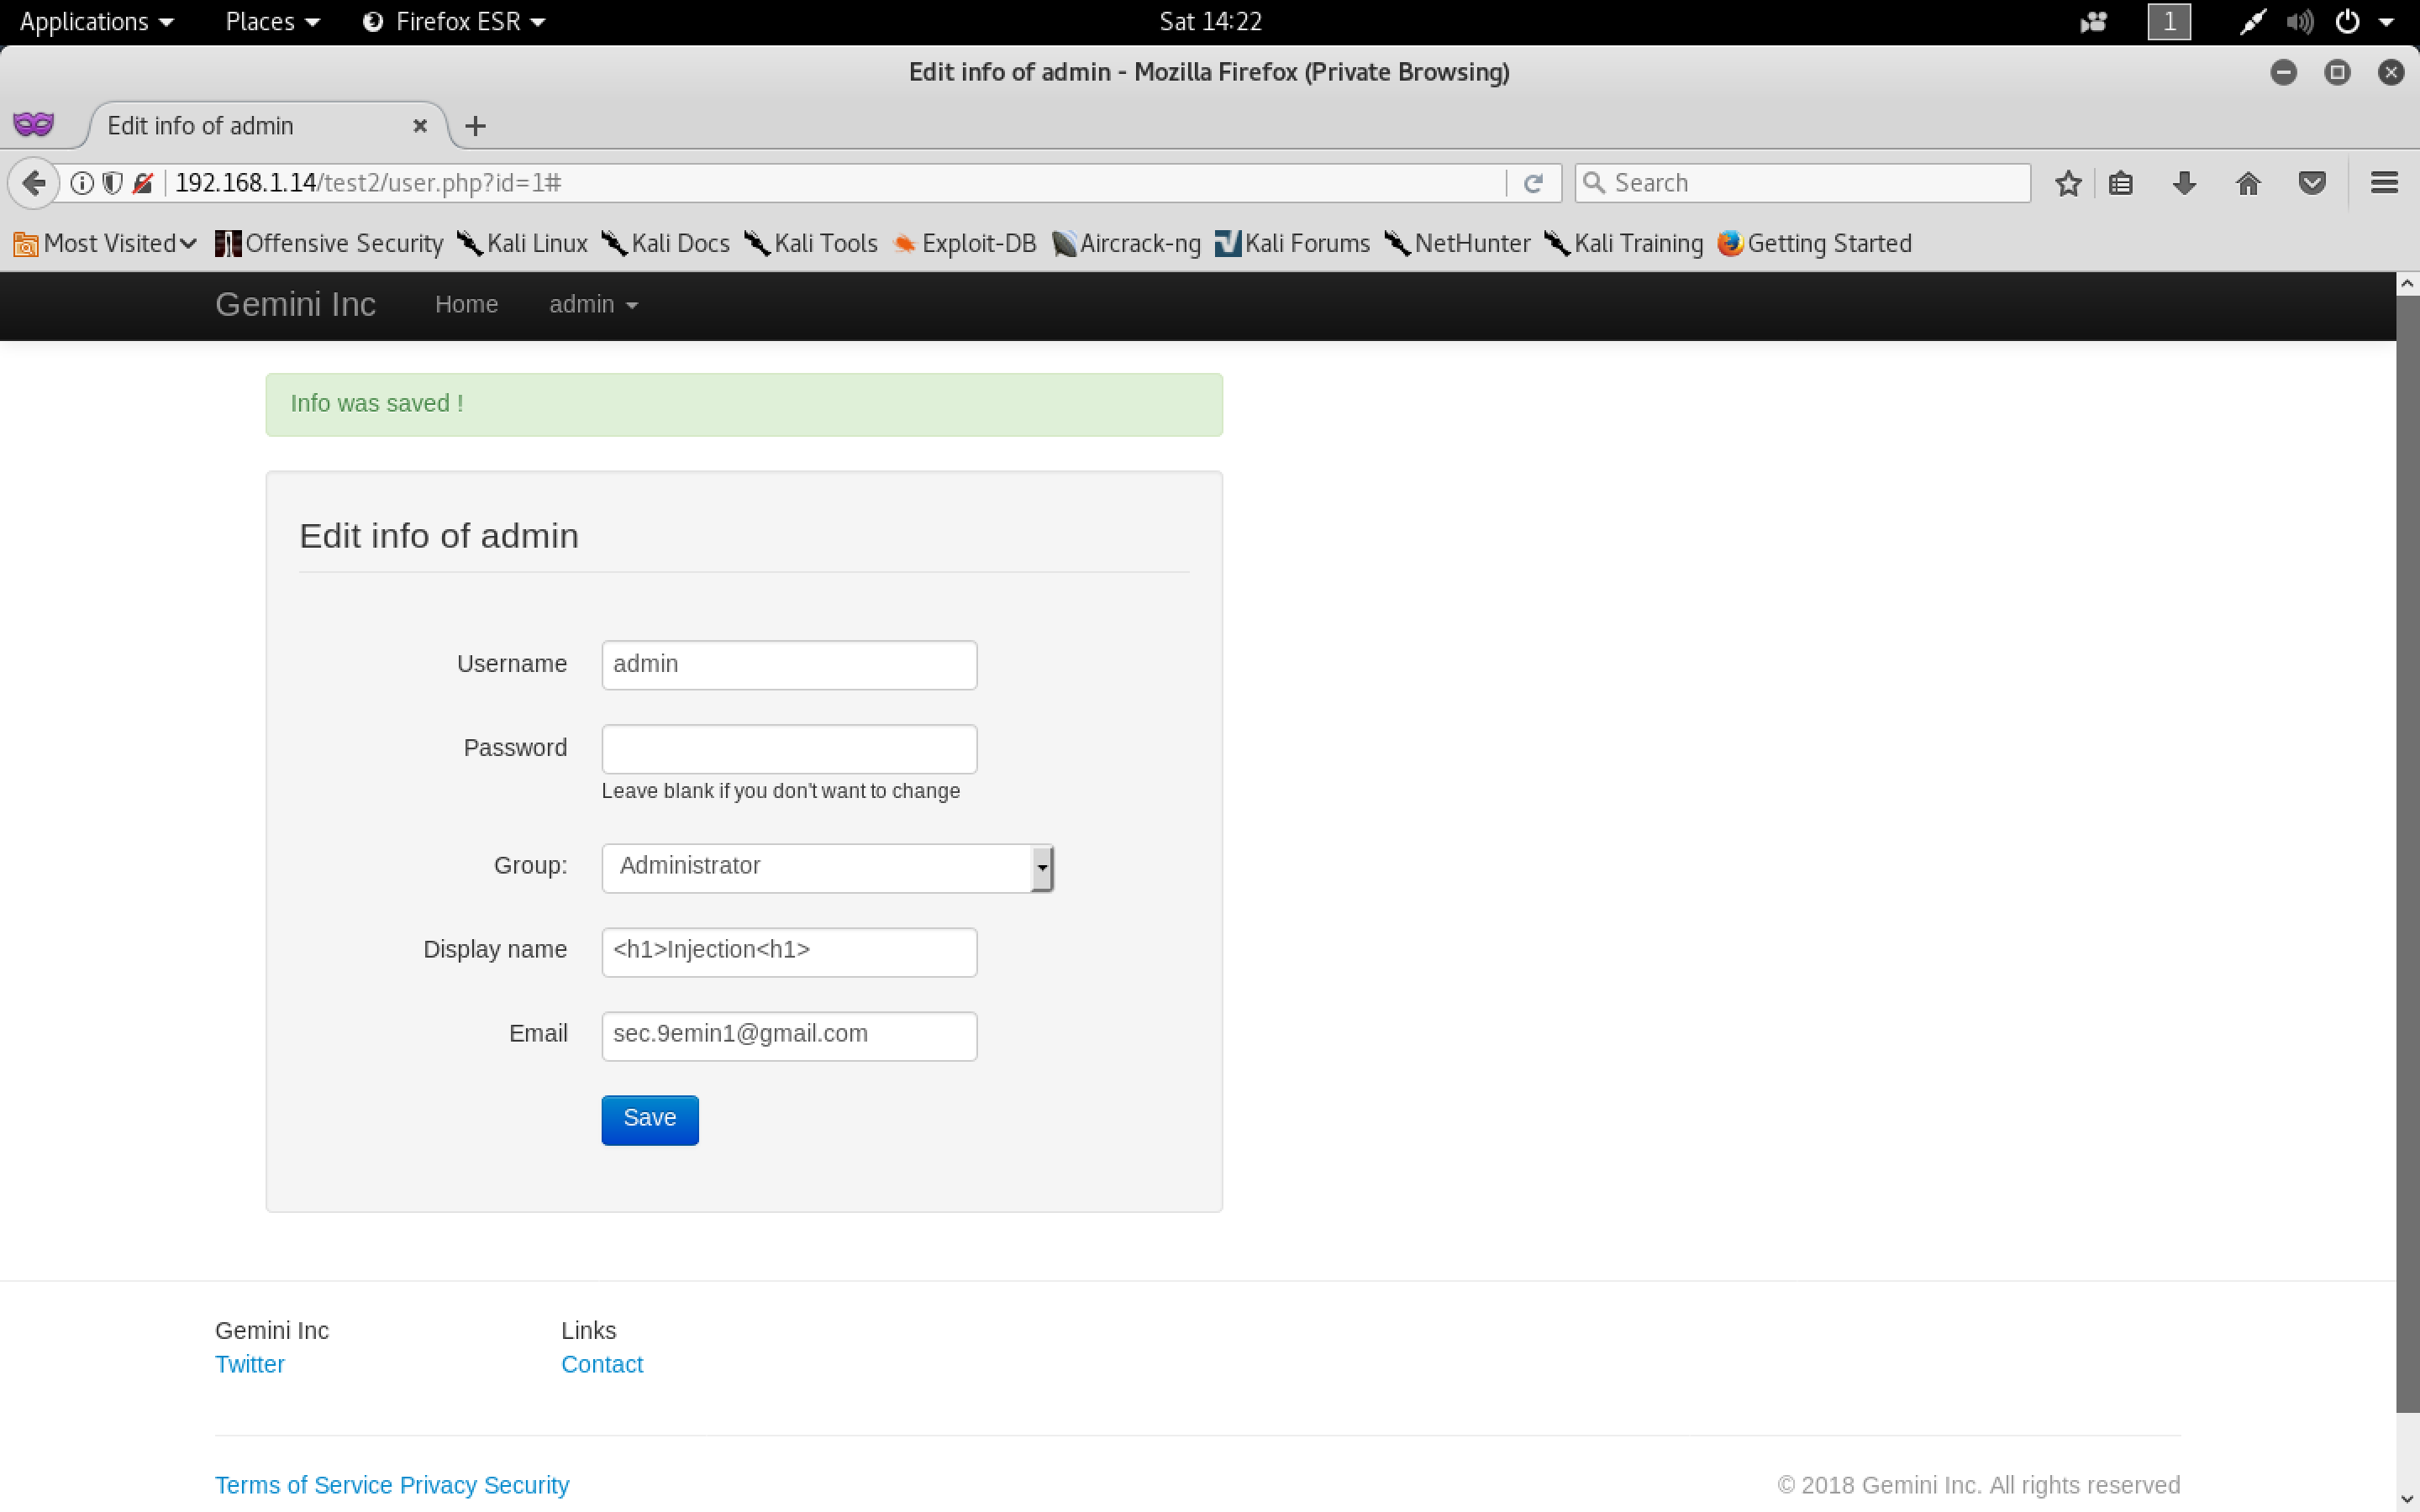 Applications Places Firefox ESR Sat 14:22 1
Edit info of admin - Mozilla Firefox (Private Browsing)
Edit info of admin
192.168.1.14/test2/user.php?id=1# Search
Most Visited Offensive Security Kali Linux Kali Docs Kali Tools Exploit-DB Aircrack-ng Kali Forums NetHunter Kali Training Getting Started
Gemini Inc Home admin
Info was saved !
Edit info of admin
Username admin
Password
Leave blank if you don't want to change
Group: Administrator
Display name <h1>Injection<h1>
Email sec.9emin1@gmail.com
Save
Gemini Inc Links
Twitter Contact
Terms of Service Privacy Security © 2018 Gemini Inc. All rights reserved